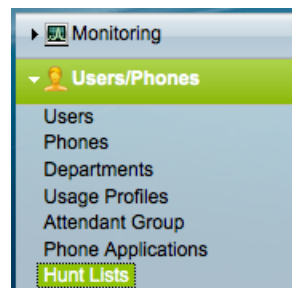 Monitoring
Users/Phones
Users
Phones
Departments
Usage Profiles
Attendant Group
Phone Applications
Hunt Lists